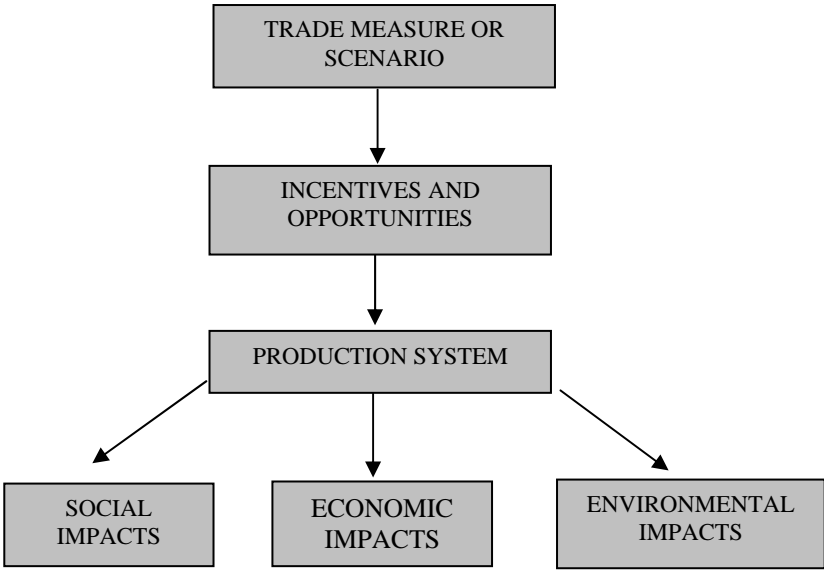 TRADE MEASURE OR
SCENARIO
INCENTIVES AND
OPPORTUNITIES
PRODUCTION SYSTEM
SOCIAL
IMPACTS
ECONOMIC
IMPACTS
ENVIRONMENTAL
IMPACTS